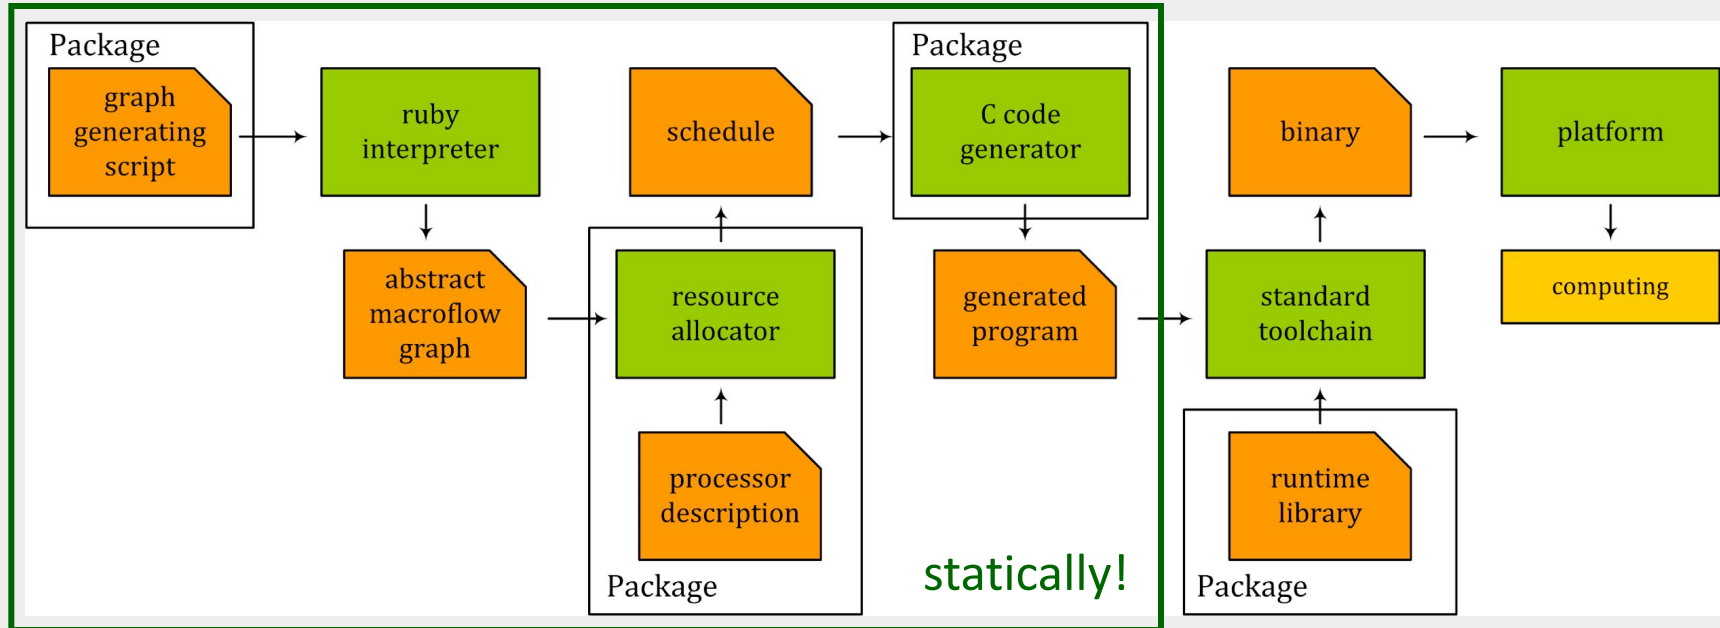 Package
graph
generating
script
ruby
interpreter
abstract
macroflow
graph
schedule
resource
allocator
processor
description
Package
Package
C code
generator
generated
program
statically!
binary
standard
toolchain
runtime
library
Package
platform
computing